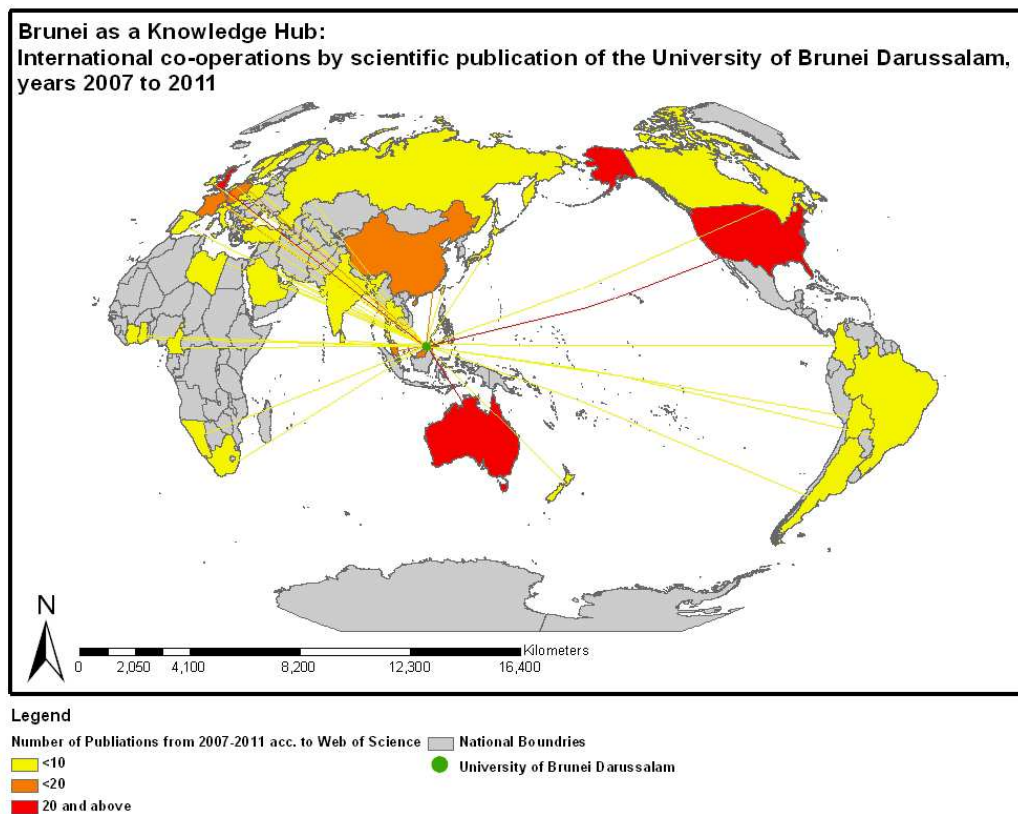 Brunei as a Knowledge Hub:
International co-operations by scientific publication of the University of Brunei Darussalam,
years 2007 to 2011
N
Kilometers
0 2,050 4,100 8,200 12,300 16,400
Legend
Number of Publiations from 2007-2011 acc. to Web of Science
<10
<20
20 and above
National Boundries
University of Brunei Darussalam